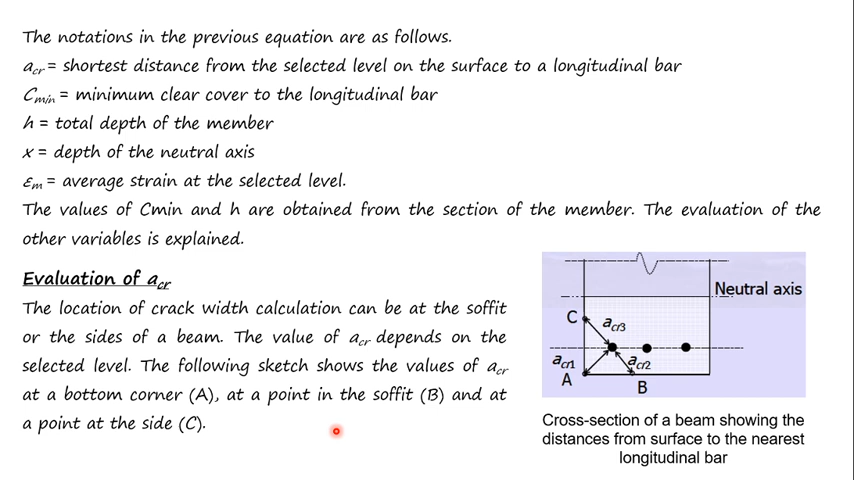 The notations in the previous equation are as follows.
acr = shortest distance from the selected level on the surface to a longitudinal bar
Cmin = minimum clear cover to the longitudinal bar
h = total depth of the member
x = depth of the neutral axis
εm = average strain at the selected level.
The values of Cmin and h are obtained from the section of the member. The evaluation of the
other variables is explained.
Evaluation of acr
The location of crack width calculation can be at the soffit
or the sides of a beam. The value of acr depends on the
selected level. The following sketch shows the values of acr
at a bottom corner (A), at a point in the soffit (B) and at
a point at the side (C).
Neutral axis
C
acr3
acr1
acr2
A
B
Cross-section of a beam showing the
distances from surface to the nearest
longitudinal bar